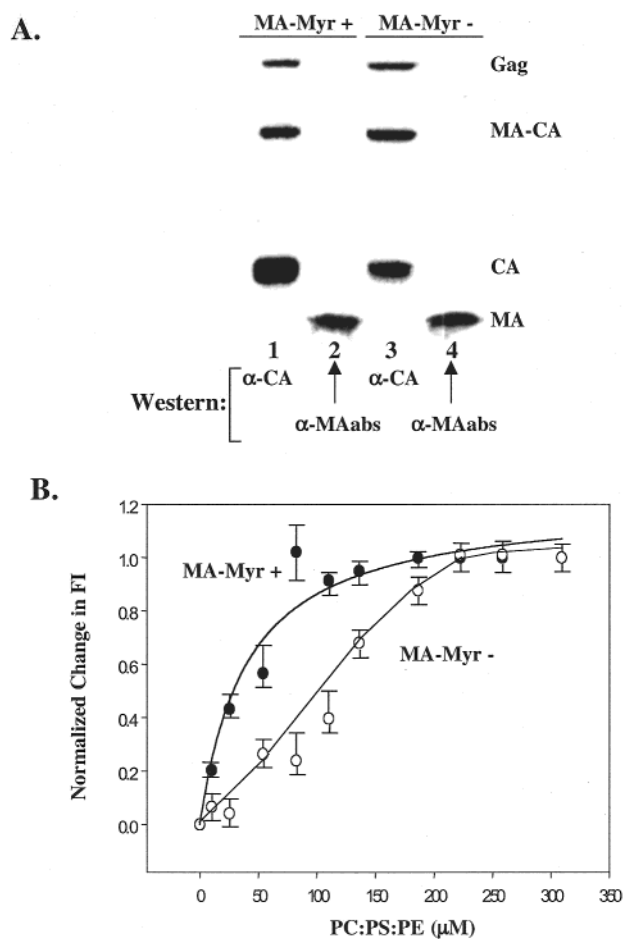 A.
MA-Myr + MA-Myr -
Gag
MA-CA
CA
MA
1 2 3 4
α-CA α-CA
Western:
α-MAabs α-MAabs
B.
1.2
1.0
0.8
0.6
0.4
0.2
0.0
Normalized Change in FI
MA-Myr +
MA-Myr -
0 50 100 150 200 250 300 350
PC:PS:PE (μM)